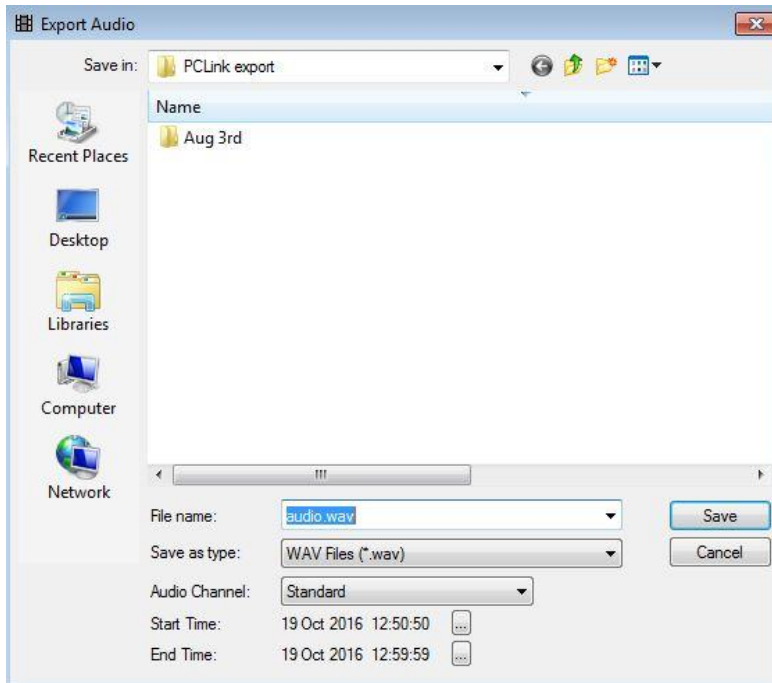 Export Audio
Save in: PCLink export
Name
Aug 3rd
Recent Places
Desktop
Libraries
Computer
Network
File name: audio.wav Save
Save as type: WAV Files (*.wav) Cancel
Audio Channel: Standard
Start Time: 19 Oct 2016 12:50:50 ...
End Time: 19 Oct 2016 12:59:59 ...